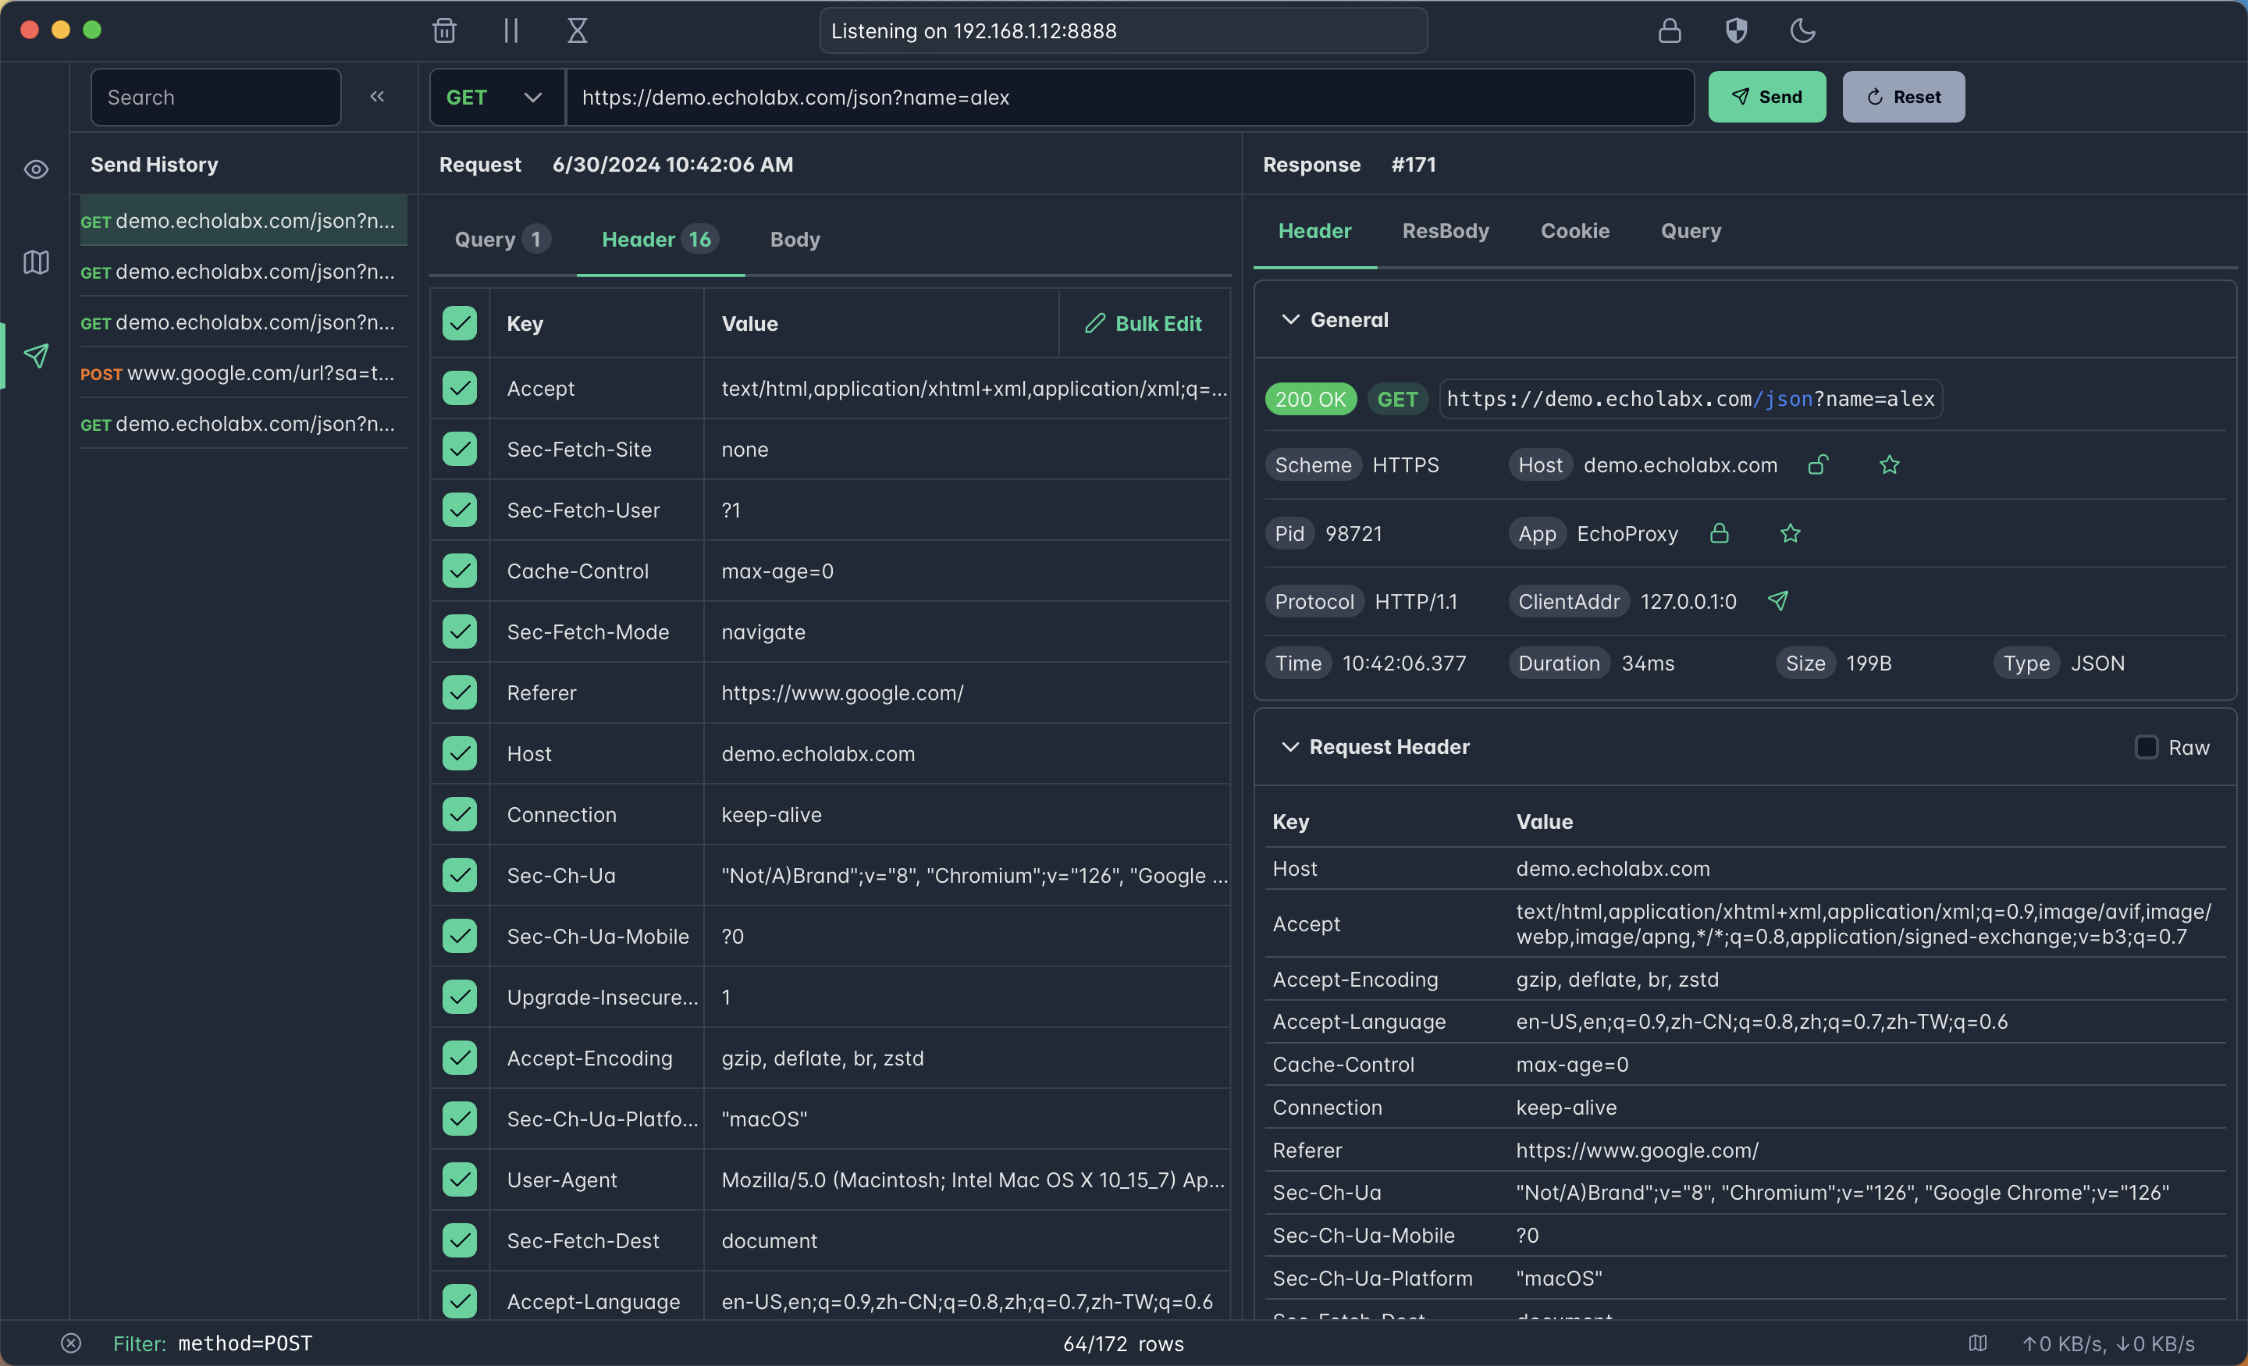 Listening on 192.168.1.12:8888
Search
GET
https://demo.echolabx.com/json?name=alex
Send
Reset
Send History
GET demo.echolabx.com/json?n...
GET demo.echolabx.com/json?n...
GET demo.echolabx.com/json?n...
POST www.google.com/url?sa=t...
GET demo.echolabx.com/json?n...
Request 6/30/2024 10:42:06 AM
Query 1 Header 16 Body
Key Value Bulk Edit
Accept text/html,application/xhtml+xml,application/xml;q=...
Sec-Fetch-Site none
Sec-Fetch-User ?1
Cache-Control max-age=0
Sec-Fetch-Mode navigate
Referer https://www.google.com/
Host demo.echolabx.com
Connection keep-alive
Sec-Ch-Ua "Not/A)Brand";v="8", "Chromium";v="126", "Google ...
Sec-Ch-Ua-Mobile ?0
Upgrade-Insecure... 1
Accept-Encoding gzip, deflate, br, zstd
Sec-Ch-Ua-Platfo... "macOS"
User-Agent Mozilla/5.0 (Macintosh; Intel Mac OS X 10_15_7) Ap...
Sec-Fetch-Dest document
Accept-Language en-US,en;q=0.9,zh-CN;q=0.8,zh;q=0.7,zh-TW;q=0.6
Response #171
Header ResBody Cookie Query
General
200 OK GET https://demo.echolabx.com/json?name=alex
Scheme HTTPS Host demo.echolabx.com
Pid 98721 App EchoProxy
Protocol HTTP/1.1 ClientAddr 127.0.0.1:0
Time 10:42:06.377 Duration 34ms Size 199B Type JSON
Request Header Raw
Key Value
Host demo.echolabx.com
Accept text/html,application/xhtml+xml,application/xml;q=0.9,image/avif,image/
webp,image/apng,*/*;q=0.8,application/signed-exchange;v=b3;q=0.7
Accept-Encoding gzip, deflate, br, zstd
Accept-Language en-US,en;q=0.9,zh-CN;q=0.8,zh;q=0.7,zh-TW;q=0.6
Cache-Control max-age=0
Connection keep-alive
Referer https://www.google.com/
Sec-Ch-Ua "Not/A)Brand";v="8", "Chromium";v="126", "Google Chrome";v="126"
Sec-Ch-Ua-Mobile ?0
Sec-Ch-Ua-Platform "macOS"
Sec-Fetch-Dest document
Filter: method=POST
64/172 rows
↑0 KB/s, ↓0 KB/s